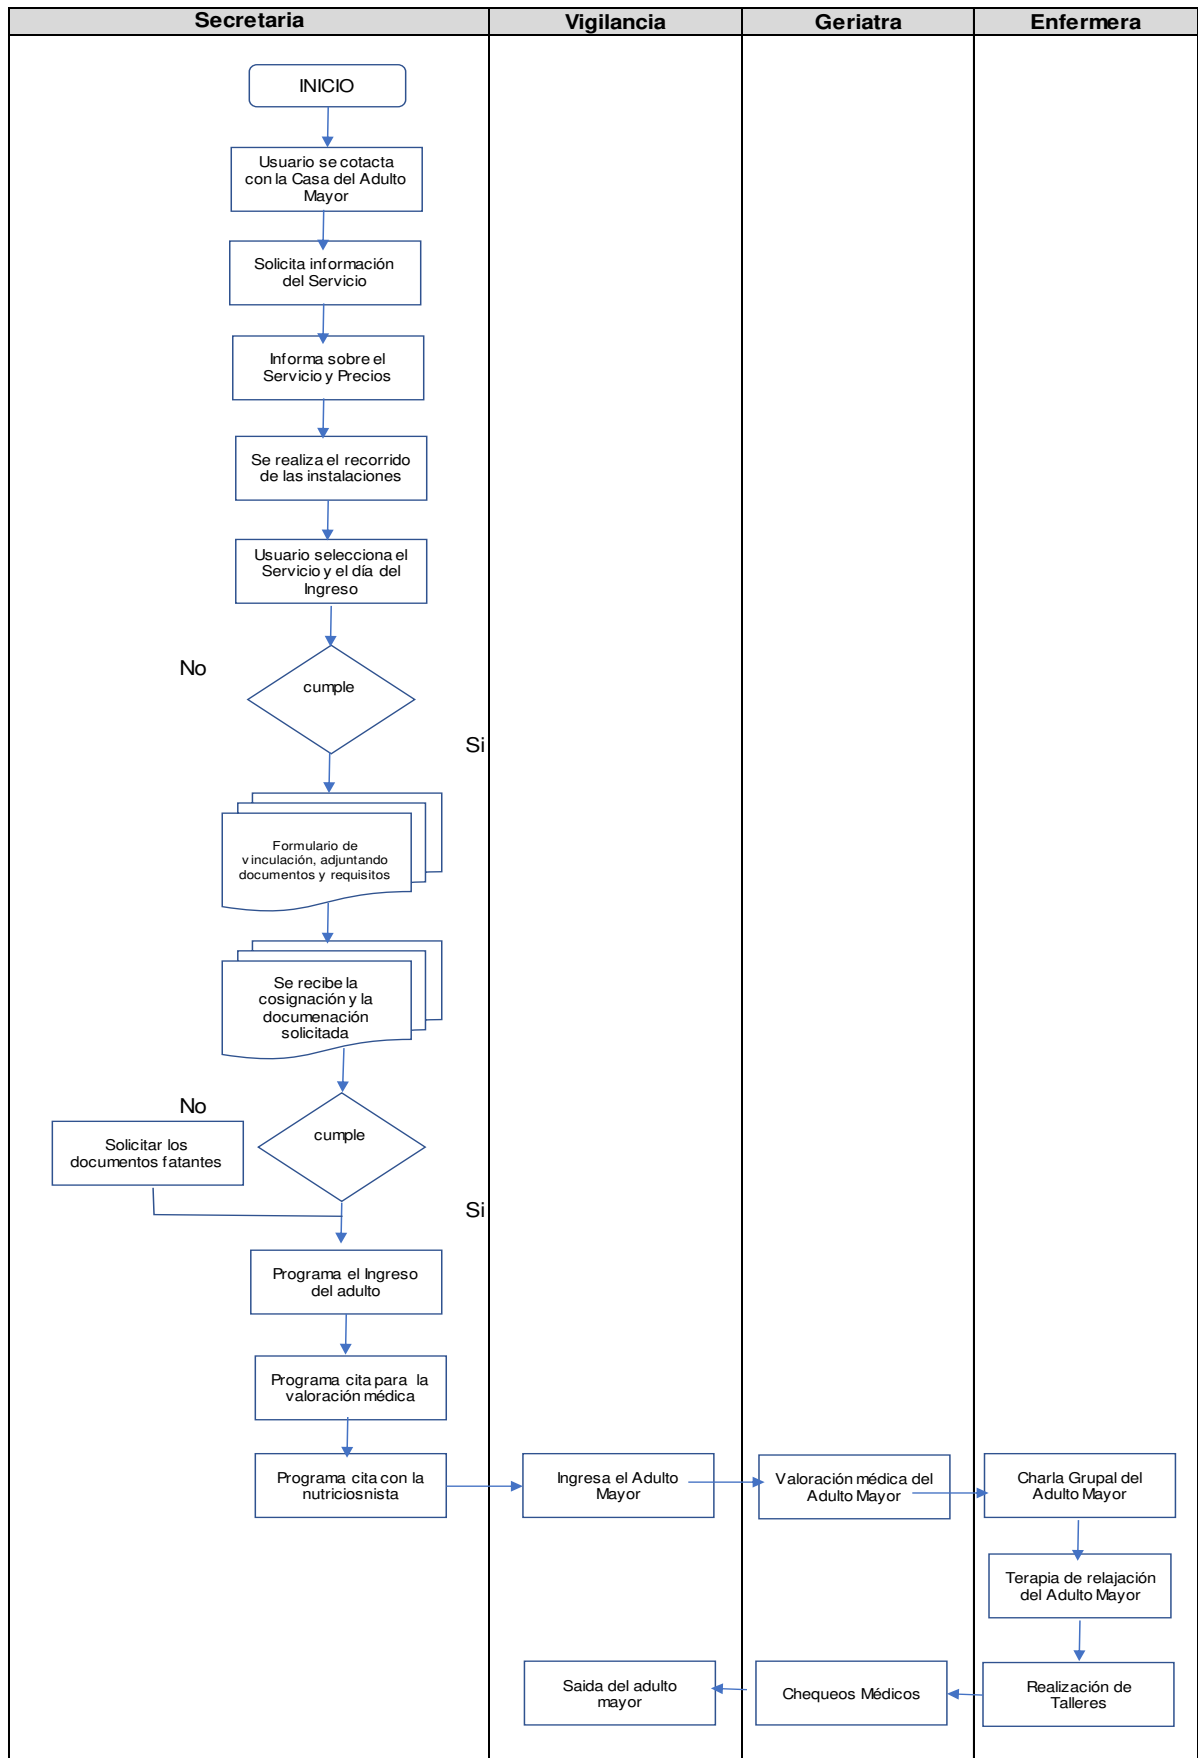 Secretaria
Vigilancia
Geriatra
Enfermera
INICIO
Usuario se cotacta
con la Casa del Adulto
Mayor
Solicita información
del Servicio
Informa sobre el
Servicio y Precios
Se realiza el recorrido
de las instalaciones
Usuario selecciona el
Servicio y el día del
Ingreso
No
cumple
Si
Formulario de
vinculación, adjuntando
documentos y requisitos
Se recibe la
cosignación y la
documenación
solicitada
No
cumple
Solicitar los
documentos fatantes
Si
Programa el Ingreso
del adulto
Programa cita para la
valoración médica
Programa cita con la
nutriciosnista
Ingresa el Adulto
Mayor
Valoración médica del
Adulto Mayor
Charla Grupal del
Adulto Mayor
Terapia de relajación
del Adulto Mayor
Realización de
Talleres
Chequeos Médicos
Saida del adulto
mayor